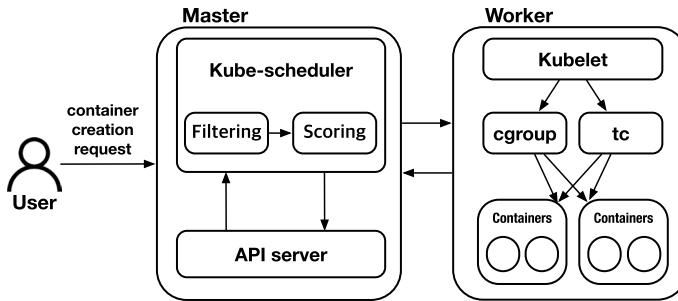 Master
Worker
Kube-scheduler
Kubelet
container
creation
request
Filtering
Scoring
cgroup
tc
User
Containers
Containers
API server